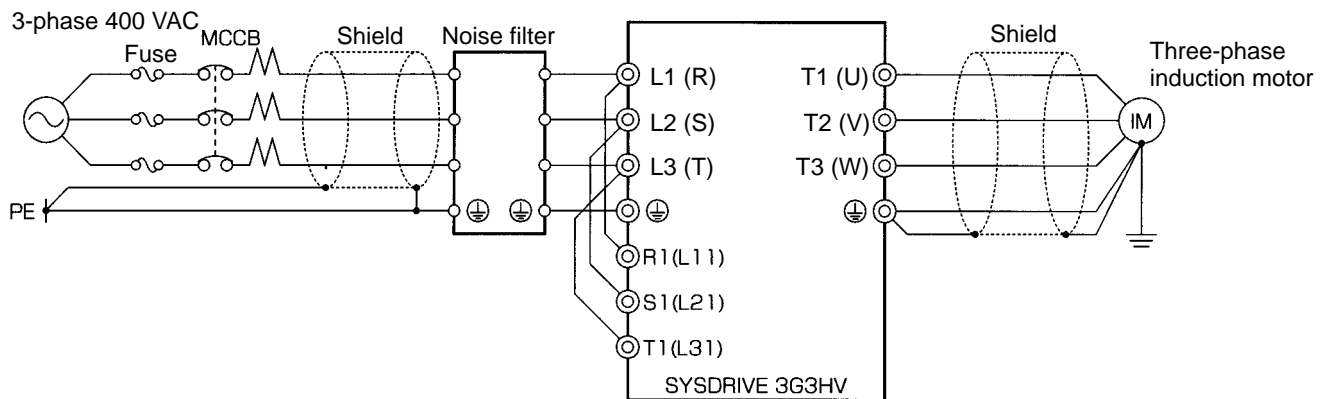 3-phase 400 VAC
Fuse
MCCB
Shield
Noise filter
L1 (R)
L2 (S)
L3 (T)
R1(L11)
S1(L21)
T1(L31)
PE
T1 (U)
T2 (V)
T3 (W)
SYSDRIVE 3G3HV
Shield
IM
Three-phase
induction motor